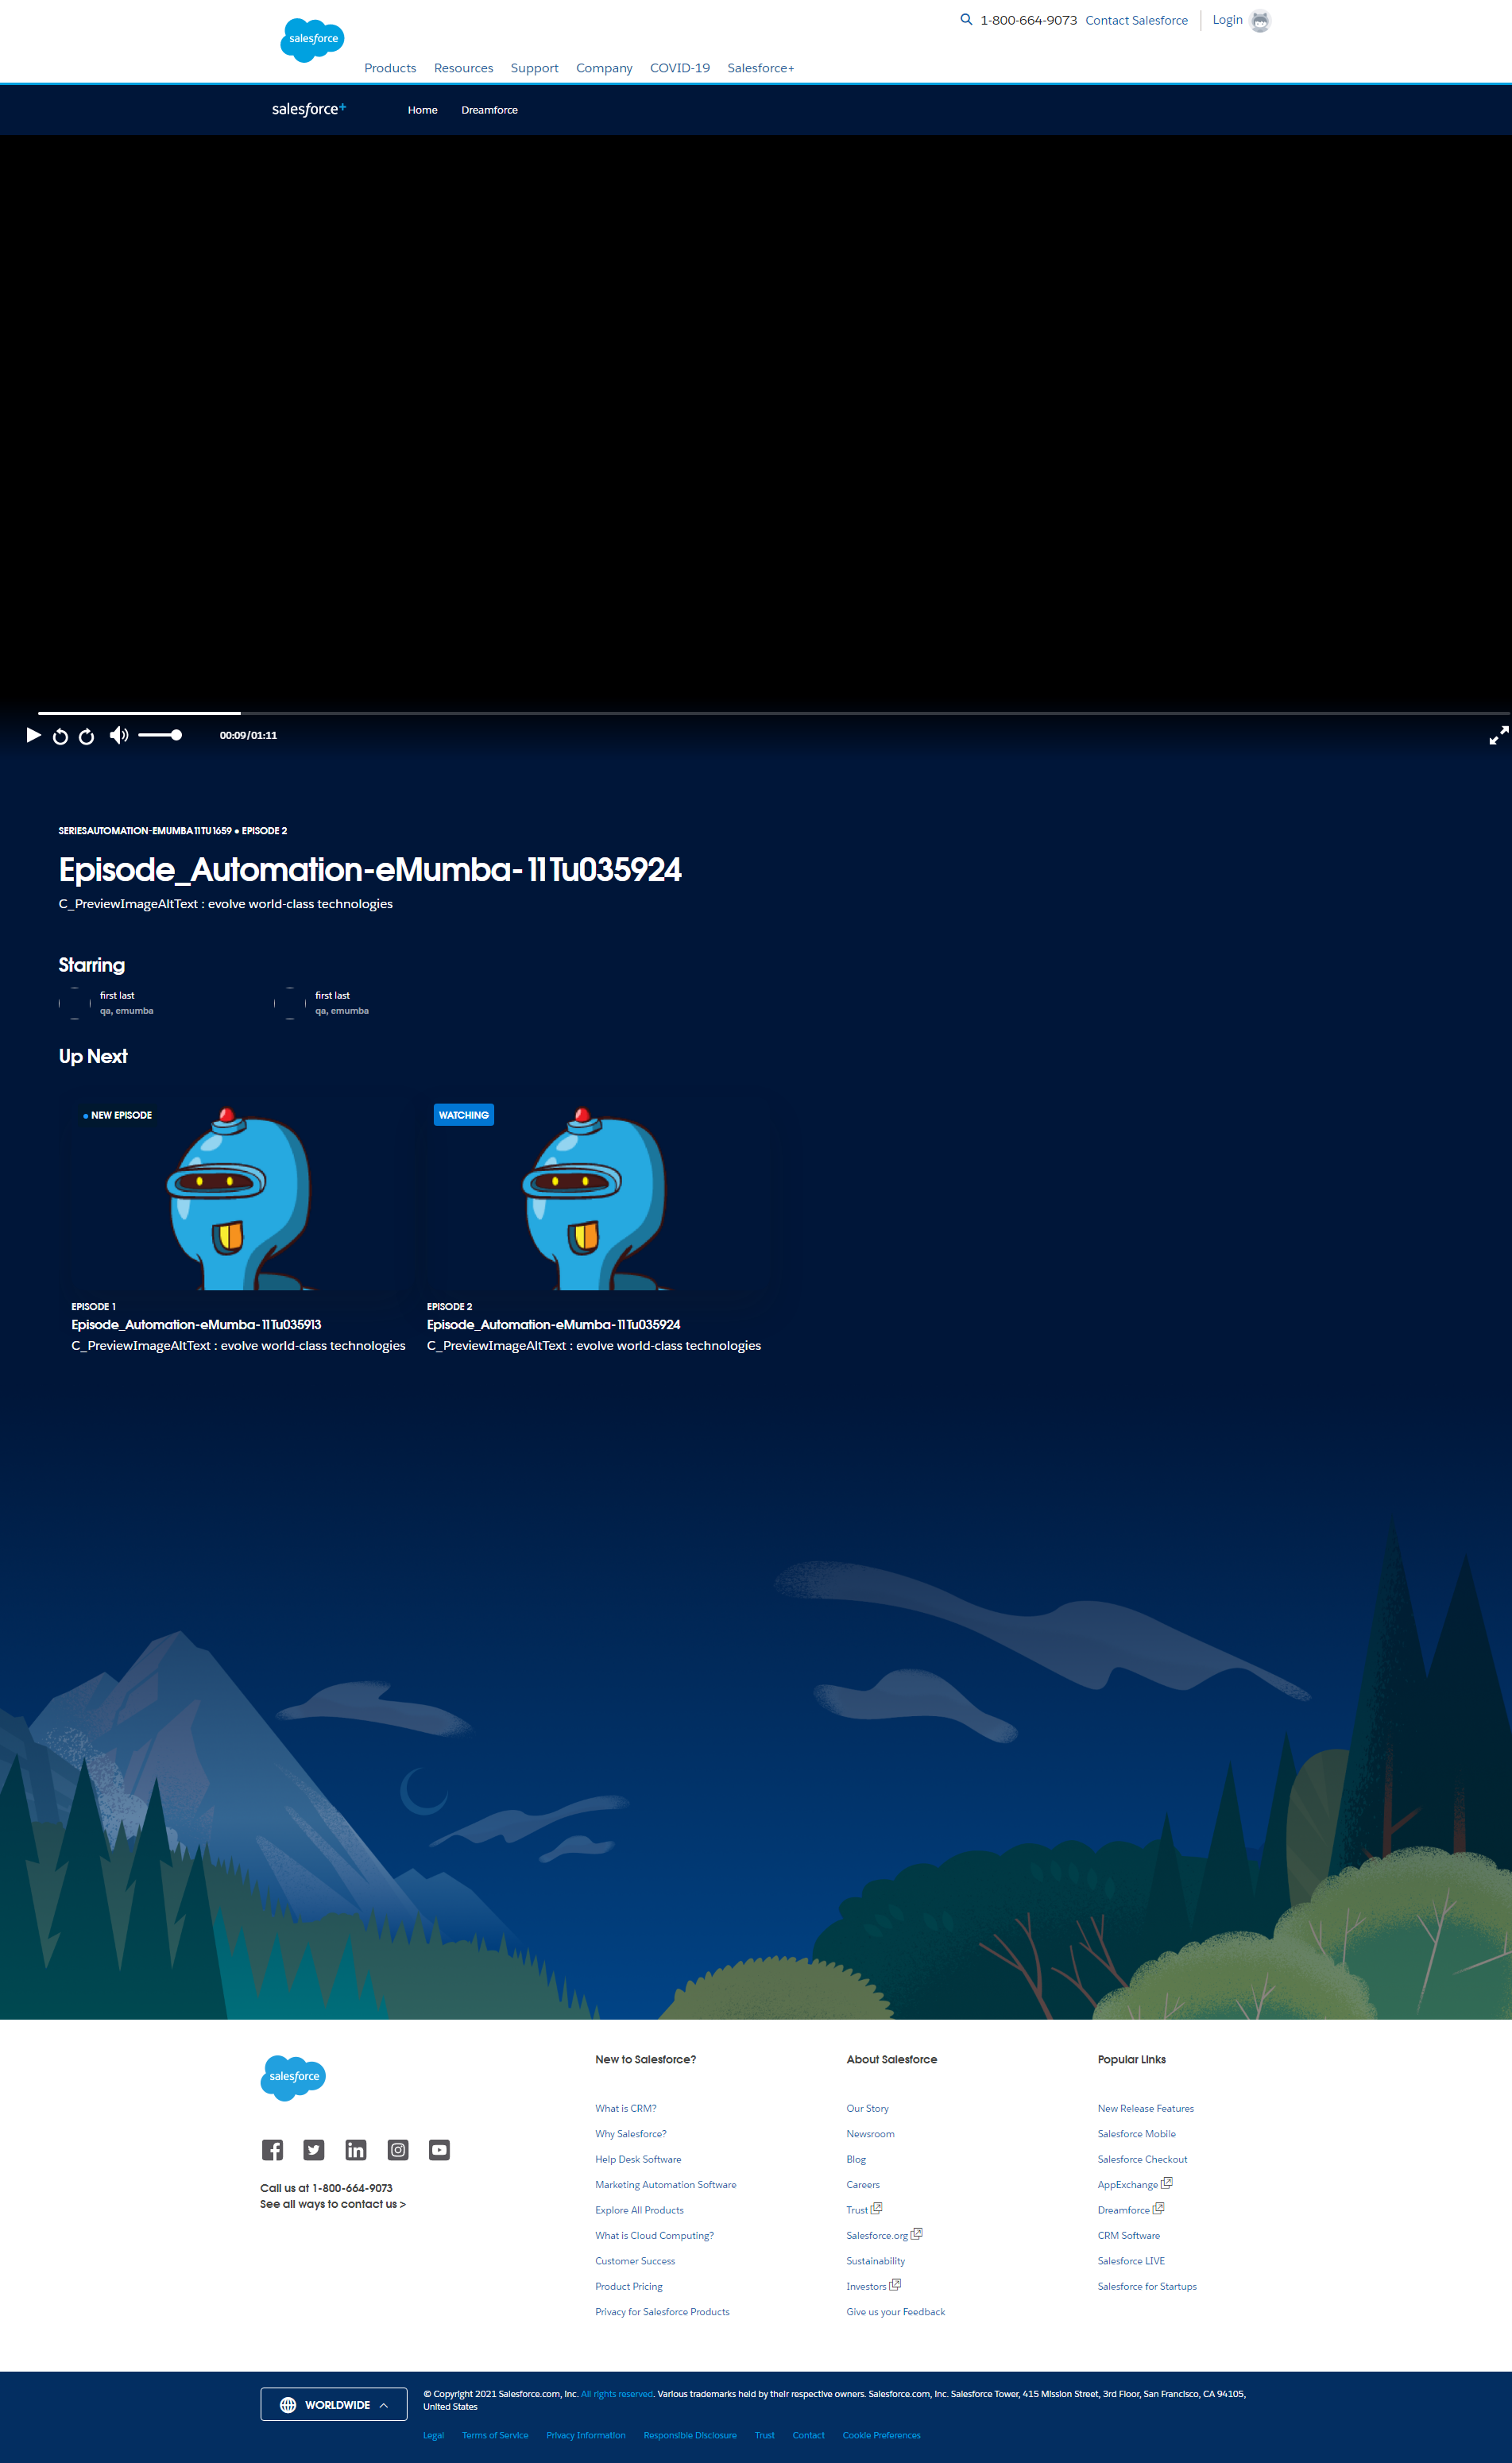 salesforce
1-800-664-9073 Contact Salesforce Login
Products Resources Support Company COVID-19 Salesforce+
salesforce+ Home Dreamforce
00:09/01:11
SERIESAUTOMATION-EMUMBA11TU1659 • EPISODE 2
Episode_Automation-eMumba-11Tu035924
C_PreviewImageAltText : evolve world-class technologies
Starring
first last
qa, emumba
first last
qa, emumba
Up Next
• NEW EPISODE
WATCHING
EPISODE 1
Episode_Automation-eMumba-11Tu035913
C_PreviewImageAltText : evolve world-class technologies
EPISODE 2
Episode_Automation-eMumba-11Tu035924
C_PreviewImageAltText : evolve world-class technologies
salesforce
Call us at 1-800-664-9073
See all ways to contact us >
New to Salesforce?
What is CRM?
Why Salesforce?
Help Desk Software
Marketing Automation Software
Explore All Products
What is Cloud Computing?
Customer Success
Product Pricing
Privacy for Salesforce Products
About Salesforce
Our Story
Newsroom
Blog
Careers
Trust
Salesforce.org
Sustainability
Investors
Give us your Feedback
Popular Links
New Release Features
Salesforce Mobile
Salesforce Checkout
AppExchange
Dreamforce
CRM Software
Salesforce LIVE
Salesforce for Startups
WORLDWIDE
© Copyright 2021 Salesforce.com, inc. All rights reserved. Various trademarks held by their respective owners. Salesforce.com, inc. Salesforce Tower, 415 Mission Street, 3rd Floor, San Francisco, CA 94105,
United States
Legal Terms of Service Privacy Information Responsible Disclosure Trust Contact Cookie Preferences